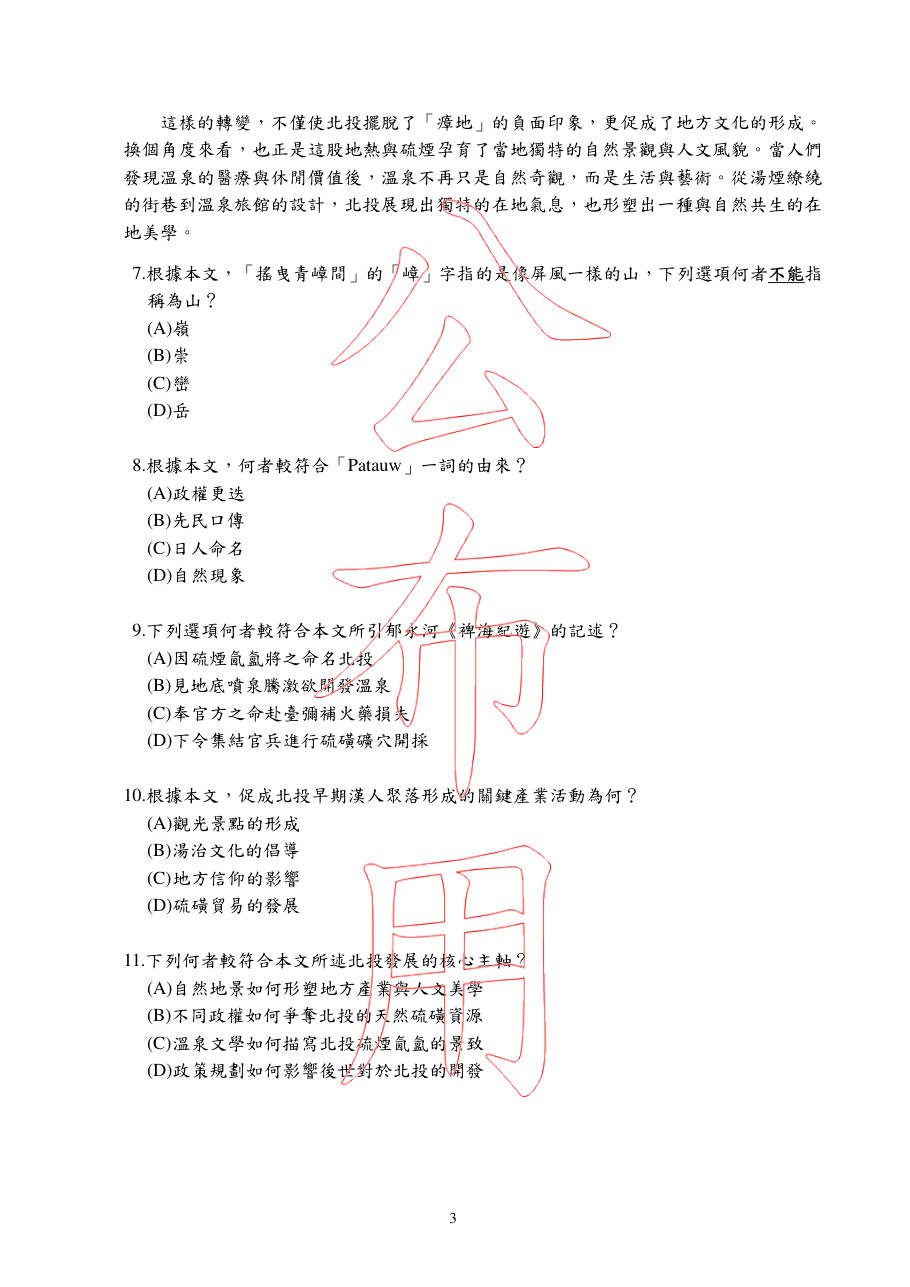 這樣的轉變，不僅使北投擺脫了「瘴地」的負面印象，更促成了地方文化的形成。
換個角度來看，也正是這股地熱與硫煙孕育了當地獨特的自然景觀與人文風貌。當人們
發現溫泉的醫療與休閒價值後，溫泉不再只是自然奇觀，而是生活與藝術。從湯煙繚繞
的街巷到溫泉旅館的設計，北投展現出獨特的在地氣息，也形塑出一種與自然共生的在
地美學。
7.根據本文，「搖曳青嶂間」的「嶂」字指的是像屏風一樣的山，下列選項何者不能指
稱為山？
(A)嶺
(B)崇
(C)巒
(D)岳
8.根據本文，何者較符合「Patauw」一詞的由來？
(A)政權更迭
(B)先民口傳
(C)日人命名
(D)自然現象
9.下列選項何者較符合本文所引郁永河《裨海紀遊》的記述？
(A)因硫煙氤氳將之命名北投
(B)見地底噴泉騰激欲開發溫泉
(C)奉官方之命赴臺彌補火藥損失
(D)下令集結官兵進行硫磺礦穴開採
10.根據本文，促成北投早期漢人聚落形成的關鍵產業活動為何？
(A)觀光景點的形成
(B)湯治文化的倡導
(C)地方信仰的影響
(D)硫磺貿易的發展
11.下列何者較符合本文所述北投發展的核心主軸？
(A)自然地景如何形塑地方產業與人文美學
(B)不同政權如何爭奪北投的天然硫磺資源
(C)溫泉文學如何描寫北投硫煙氤氳的景致
(D)政策規劃如何影響後世對於北投的開發
公
布
用
3